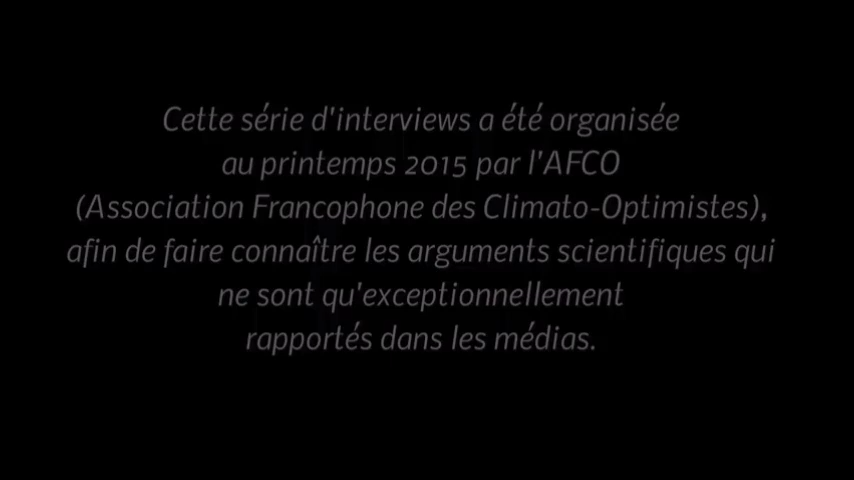 Cette série d'interviews a été organisée
au printemps 2015 par l'AFCO
(Association Francophone des Climato-Optimistes),
afin de faire connaître les arguments scientifiques qui
ne sont qu'exceptionnellement
rapportés dans les médias.